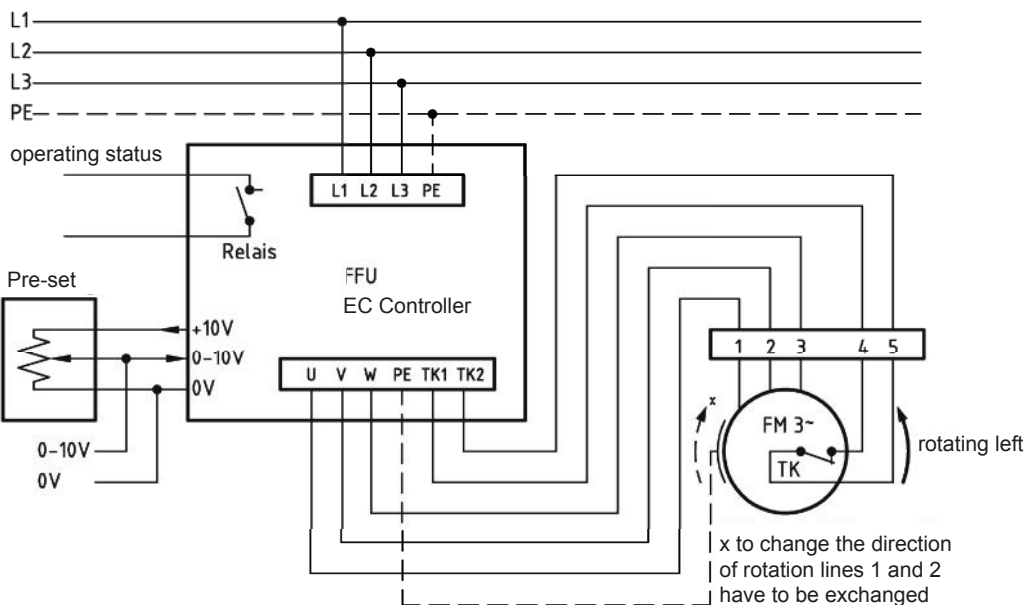 L1
L2
L3
PE
operating status
L1 L2 L3 PE
Relais
Pre-set
FFU
EC Controller
+10V
0-10V
0V
U V W PE TK1 TK2
1 2 3 4 5
x
FM 3~
TK
rotating left
0-10V
0V
x to change the direction
of rotation lines 1 and 2
have to be exchanged